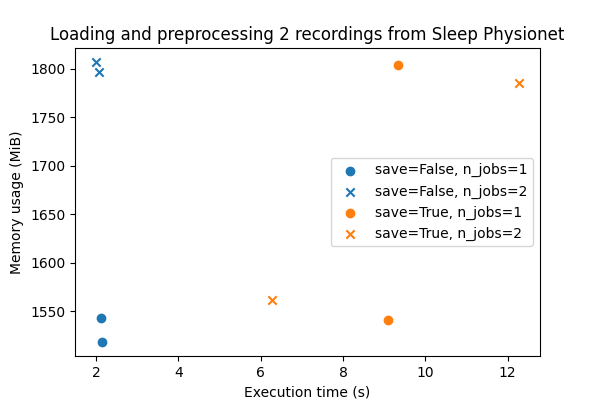 Loading and preprocessing 2 recordings from Sleep Physionet
Memory usage (MiB)
1800
1750
1700
1650
1600
1550
save=False, n_jobs=1
save=False, n_jobs=2
save=True, n_jobs=1
save=True, n_jobs=2
2 4 6 8 10 12
Execution time (s)